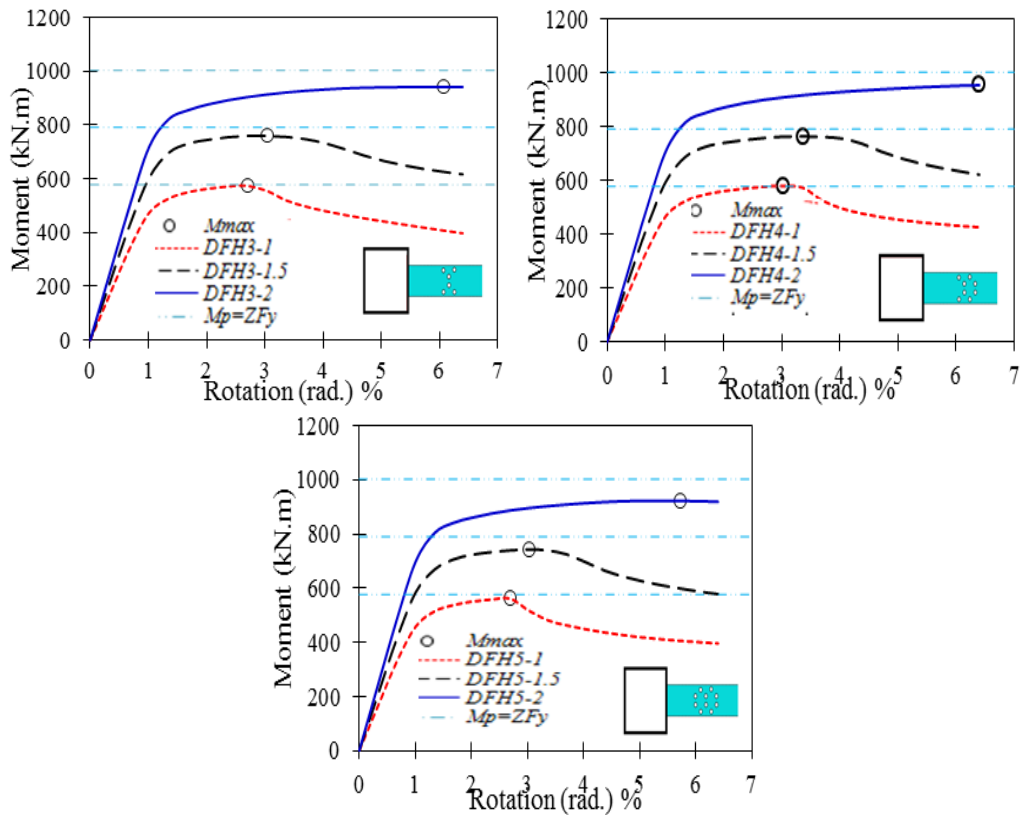 1200
1000
800
600
400
200
0
Moment (kN.m)
Mmax
DFH3-1
DFH3-1.5
DFH3-2
Mp=ZFy
0 1 2 3 4 5 6 7
Rotation (rad.) %
1200
1000
800
600
400
200
0
Moment (kN.m)
Mmax
DFH4-1
DFH4-1.5
DFH4-2
Mp=ZFy
0 1 2 3 4 5 6 7
Rotation (rad.) %
1200
1000
800
600
400
200
0
Moment (kN.m)
Mmax
DFH5-1
DFH5-1.5
DFH5-2
Mp=ZFy
0 1 2 3 4 5 6 7
Rotation (rad.) %